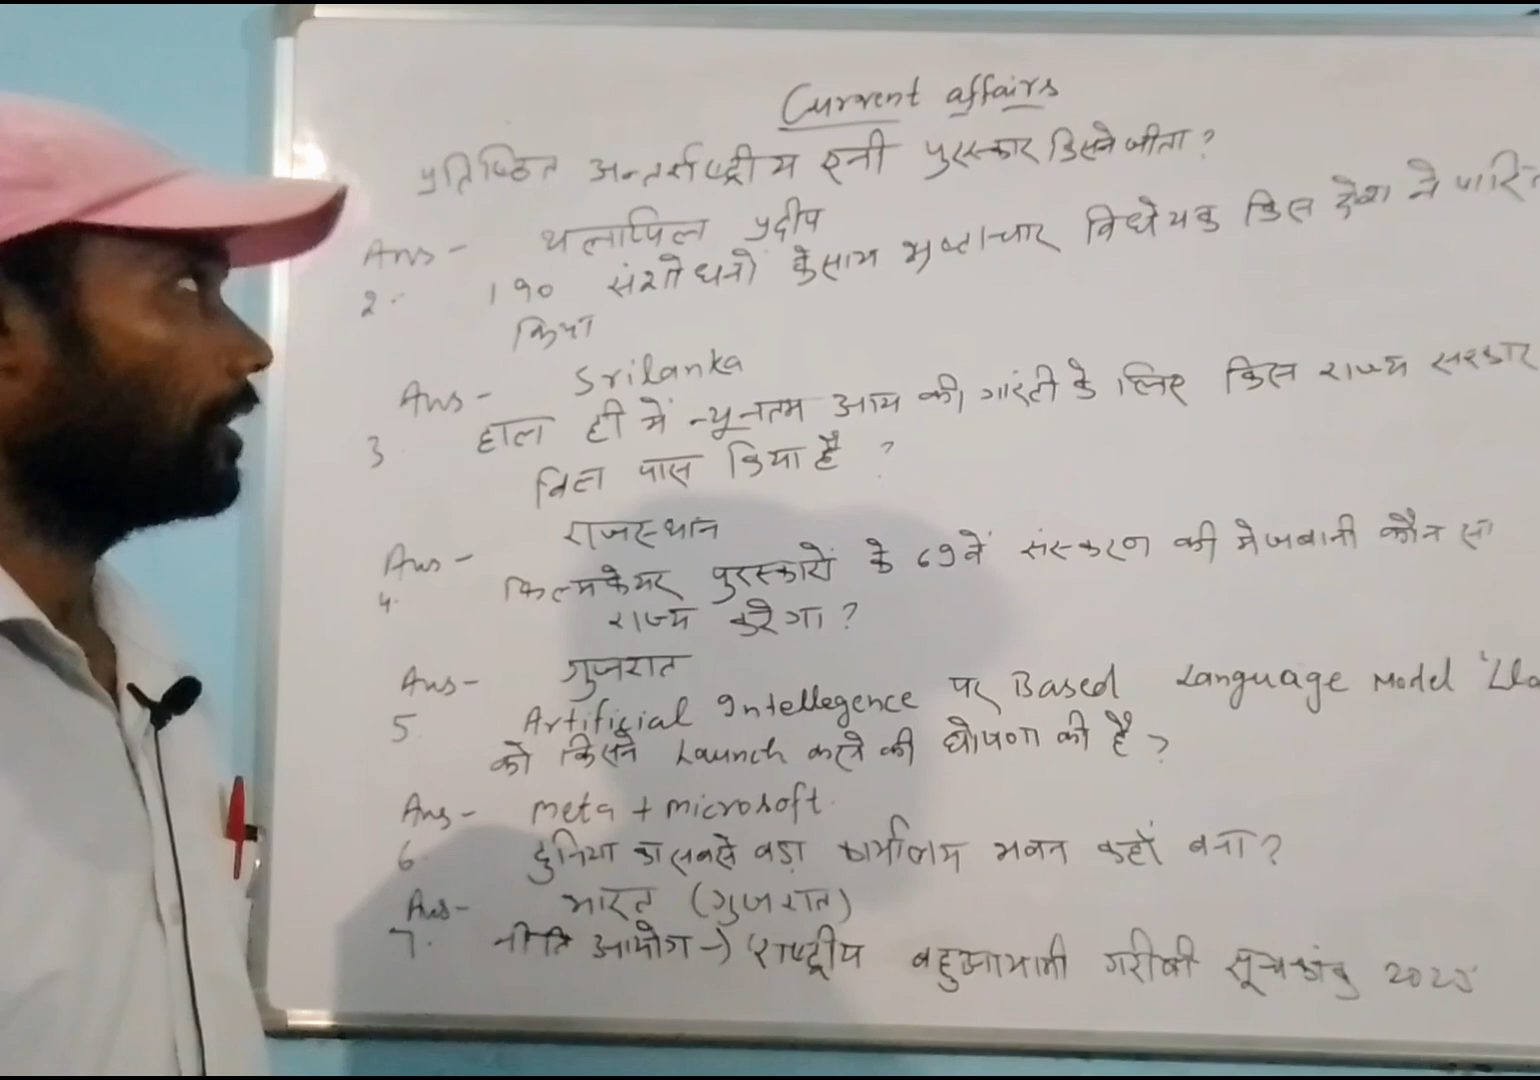 Current affairs
प्रतिष्ठित अन्तर्राष्ट्रीय इनी पुरस्कार किसने जीता?
Ans - थलाप्पिल प्रदीप
2. 190 संशोधनों के साथ भ्रष्टाचार विधेयक किस देश ने
किया
Ans - Srilanka
3 हाल ही में न्यूनतम आय की गारंटी के लिए किस राज्य सरकार
बिल पास किया है ?
Ans - राजस्थान
4. फिल्मफेयर पुरस्कारों के 69वें संस्करण की मेजबानी कौन सा
राज्य करेगा?
Ans - गुजरात
5. Artificial Intellegence पर Based Language Model
को किसने Launch करने की घोषणा की है ?
Ans - Meta + microsoft.
6 दुनिया का सबसे बड़ा कार्यालय भवन कहाँ बना?
Ans - भारत (गुजरात)
7. नीति आयोग → राष्ट्रीय बहुआयामी गरीबी सूचकांक